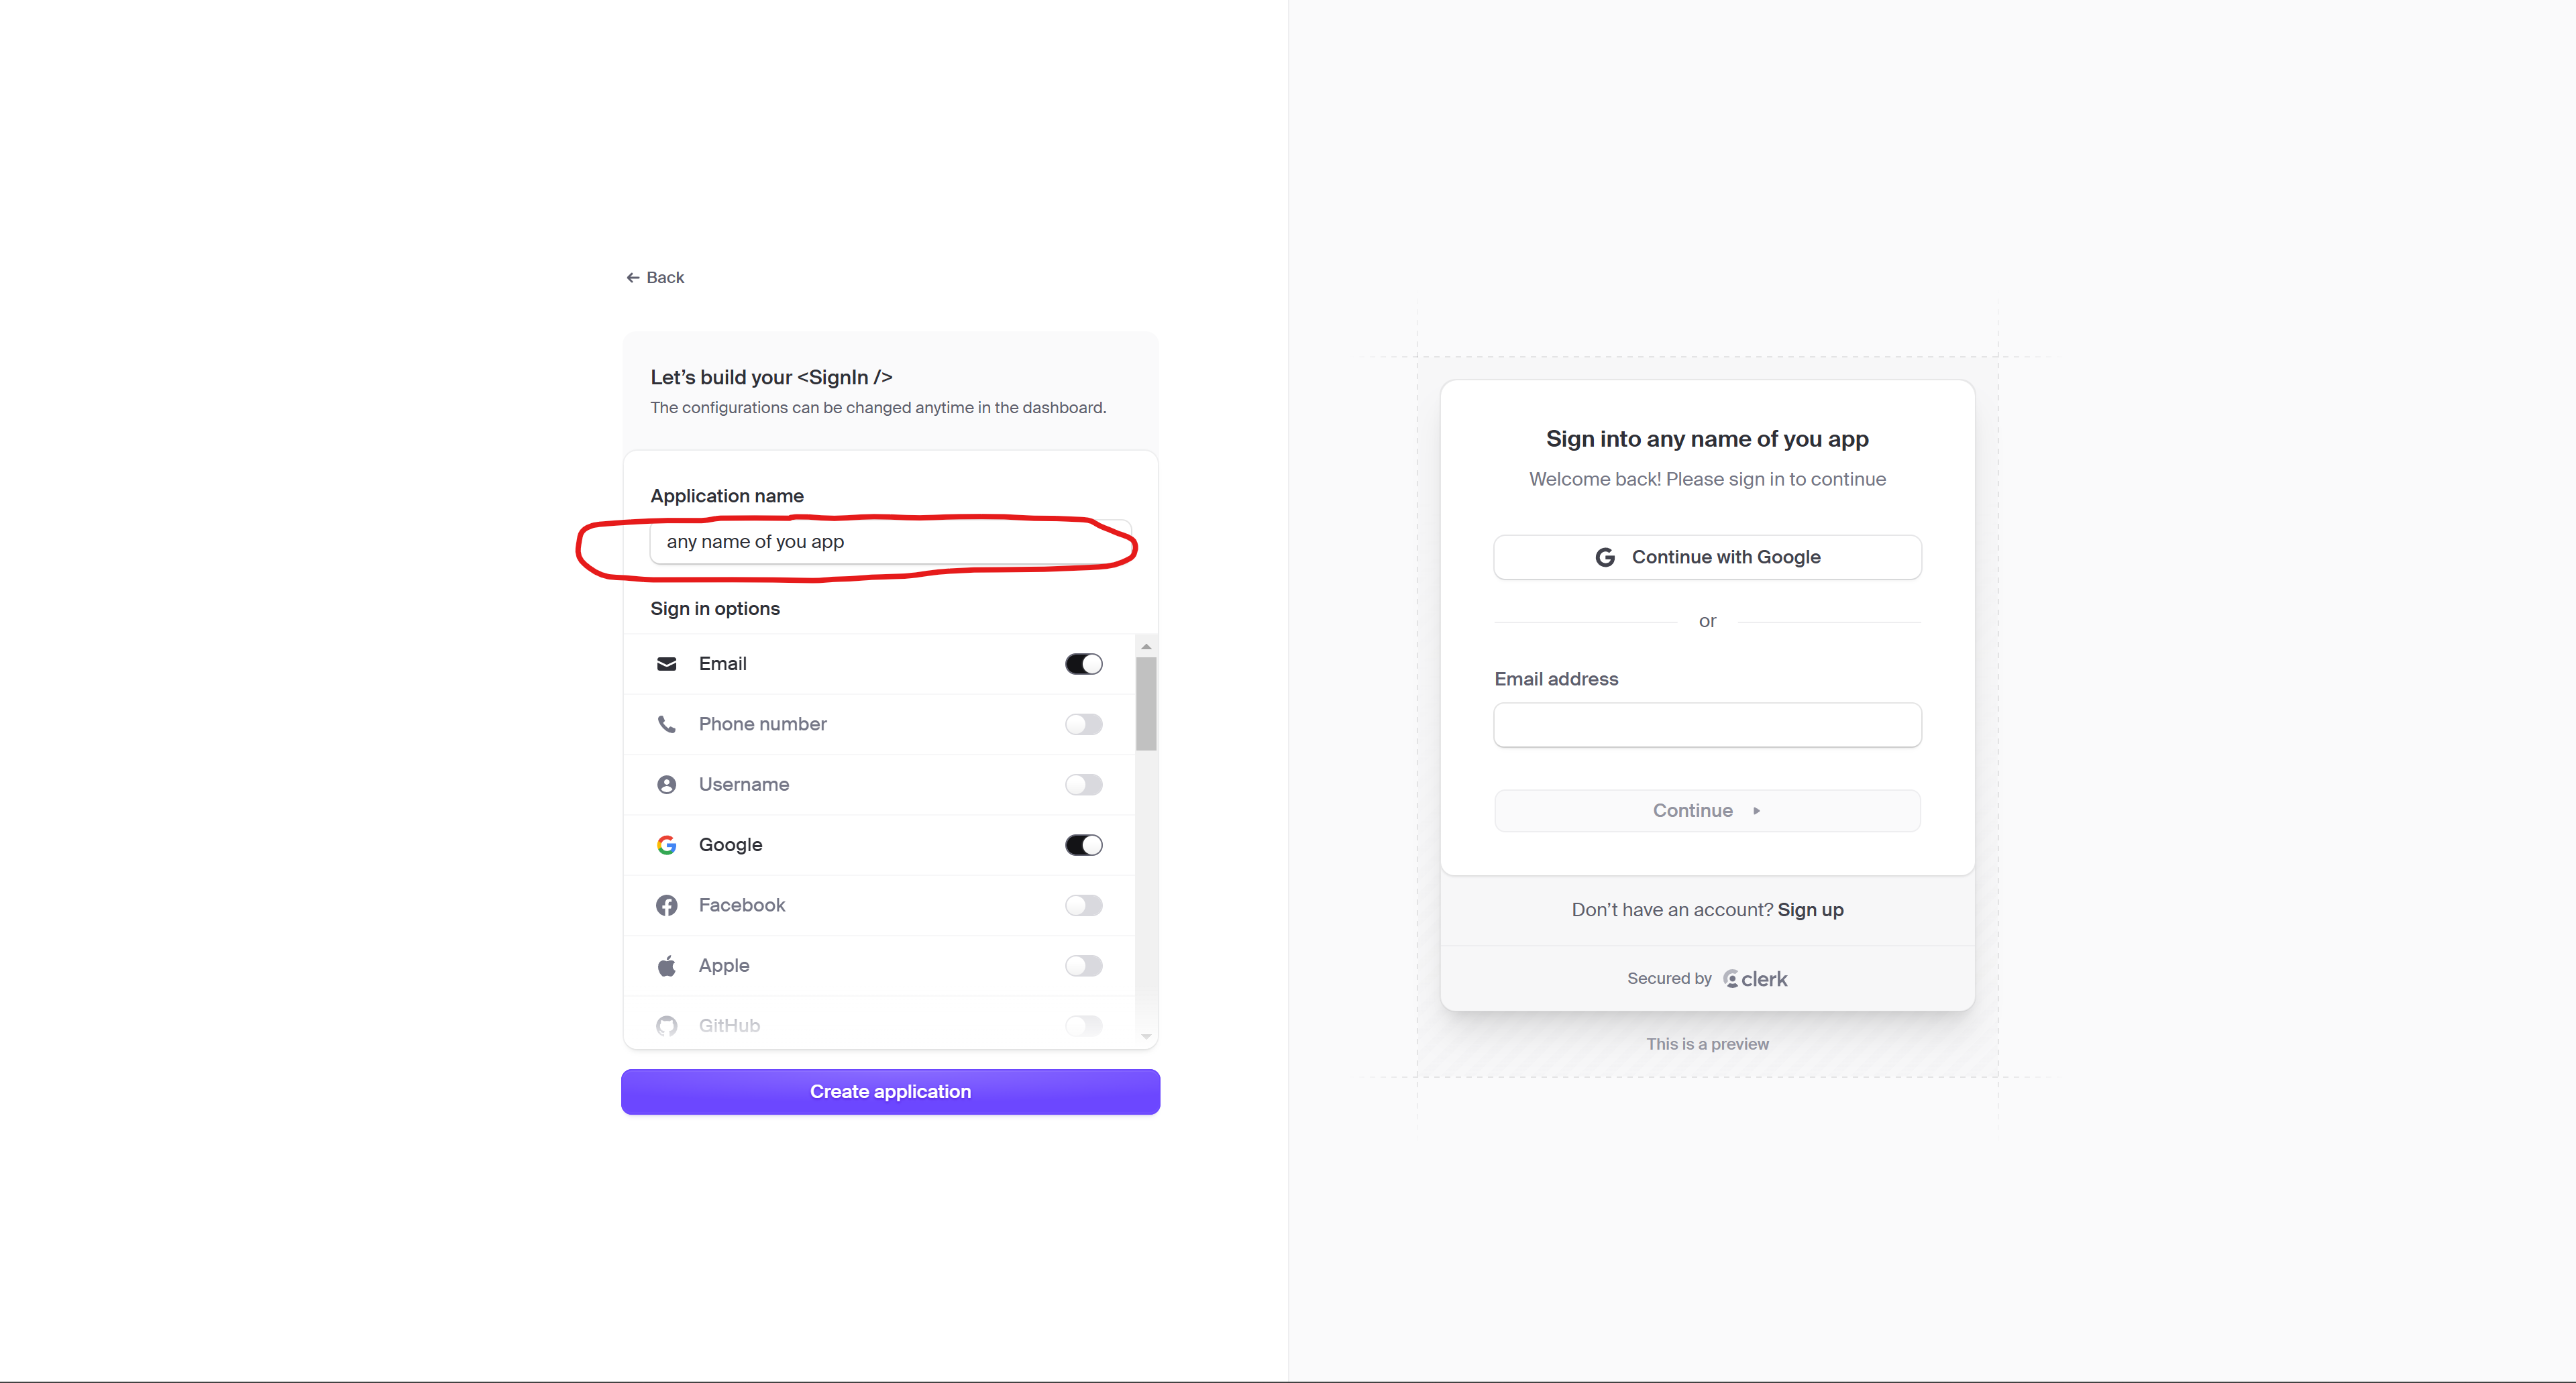 Back
Let’s build your <SignIn />
The configurations can be changed anytime in the dashboard.
Application name
any name of you app
Sign in options
Email
Phone number
Username
Google
Facebook
Apple
GitHub
Create application
Sign into any name of you app
Welcome back! Please sign in to continue
Continue with Google
or
Email address
Continue
Don’t have an account? Sign up
Secured by clerk
This is a preview